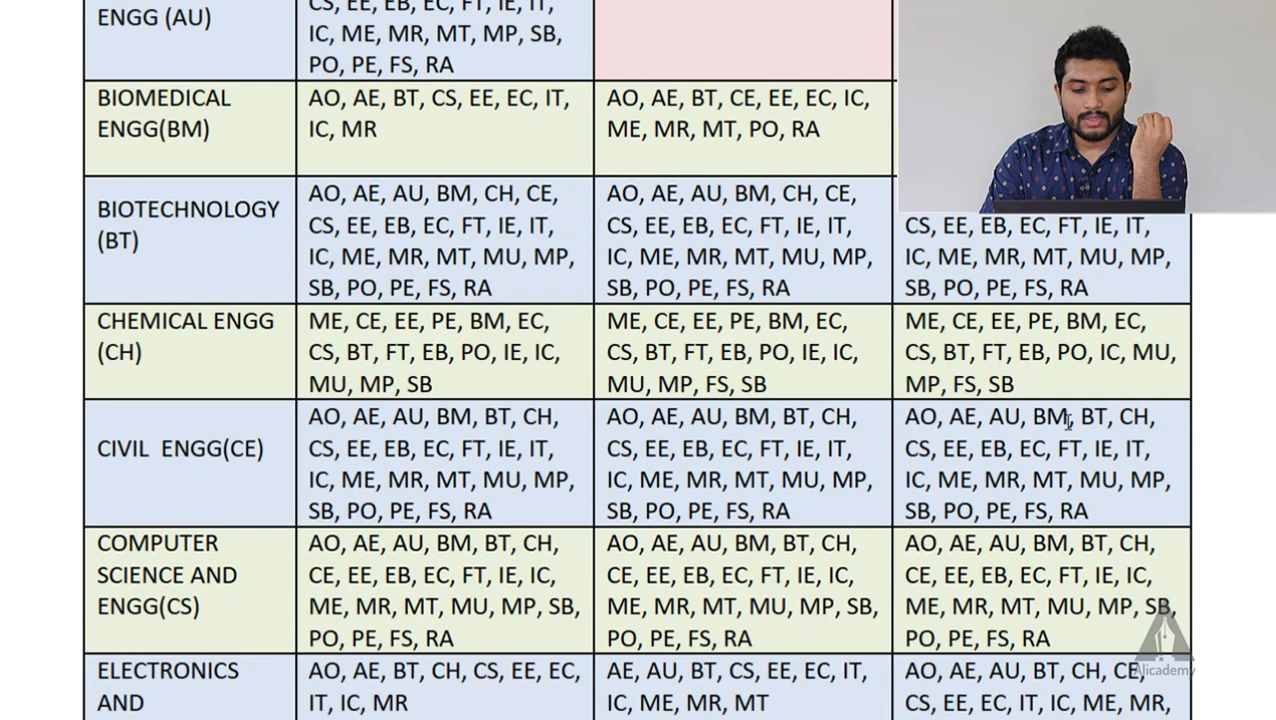 ENGG (AU)
CS, EE, EB, EC, FT, IE, IT,
IC, ME, MR, MT, MP, SB,
PO, PE, FS, RA
BIOMEDICAL
ENGG(BM)
AO, AE, BT, CS, EE, EC, IT,
IC, MR
AO, AE, BT, CE, EE, EC, IC,
ME, MR, MT, PO, RA
BIOTECHNOLOGY
(BT)
AO, AE, AU, BM, CH, CE,
CS, EE, EB, EC, FT, IE, IT,
IC, ME, MR, MT, MU, MP,
SB, PO, PE, FS, RA
AO, AE, AU, BM, CH, CE,
CS, EE, EB, EC, FT, IE, IT,
IC, ME, MR, MT, MU, MP,
SB, PO, PE, FS, RA
CS, EE, EB, EC, FT, IE, IT,
IC, ME, MR, MT, MU, MP,
SB, PO, PE, FS, RA
CHEMICAL ENGG
(CH)
ME, CE, EE, PE, BM, EC,
CS, BT, FT, EB, PO, IE, IC,
MU, MP, SB
ME, CE, EE, PE, BM, EC,
CS, BT, FT, EB, PO, IE, IC,
MU, MP, FS, SB
ME, CE, EE, PE, BM, EC,
CS, BT, FT, EB, PO, IC, MU,
MP, FS, SB
CIVIL ENGG(CE)
AO, AE, AU, BM, BT, CH,
CS, EE, EB, EC, FT, IE, IT,
IC, ME, MR, MT, MU, MP,
SB, PO, PE, FS, RA
AO, AE, AU, BM, BT, CH,
CS, EE, EB, EC, FT, IE, IT,
IC, ME, MR, MT, MU, MP,
SB, PO, PE, FS, RA
AO, AE, AU, BM, BT, CH,
CS, EE, EB, EC, FT, IE, IT,
IC, ME, MR, MT, MU, MP,
SB, PO, PE, FS, RA
COMPUTER
SCIENCE AND
ENGG(CS)
AO, AE, AU, BM, BT, CH,
CE, EE, EB, EC, FT, IE, IC,
ME, MR, MT, MU, MP, SB,
PO, PE, FS, RA
AO, AE, AU, BM, BT, CH,
CE, EE, EB, EC, FT, IE, IC,
ME, MR, MT, MU, MP, SB,
PO, PE, FS, RA
AO, AE, AU, BM, BT, CH,
CE, EE, EB, EC, FT, IE, IC,
ME, MR, MT, MU, MP, SB,
PO, PE, FS, RA
ELECTRONICS
AND
AO, AE, BT, CH, CS, EE, EC,
IT, IC, MR
AE, AU, BT, CS, EE, EC, IT,
IC, ME, MR, MT
AO, AE, AU, BT, CH, CE,
CS, EE, EC, IT, IC, ME, MR,
Alicademy